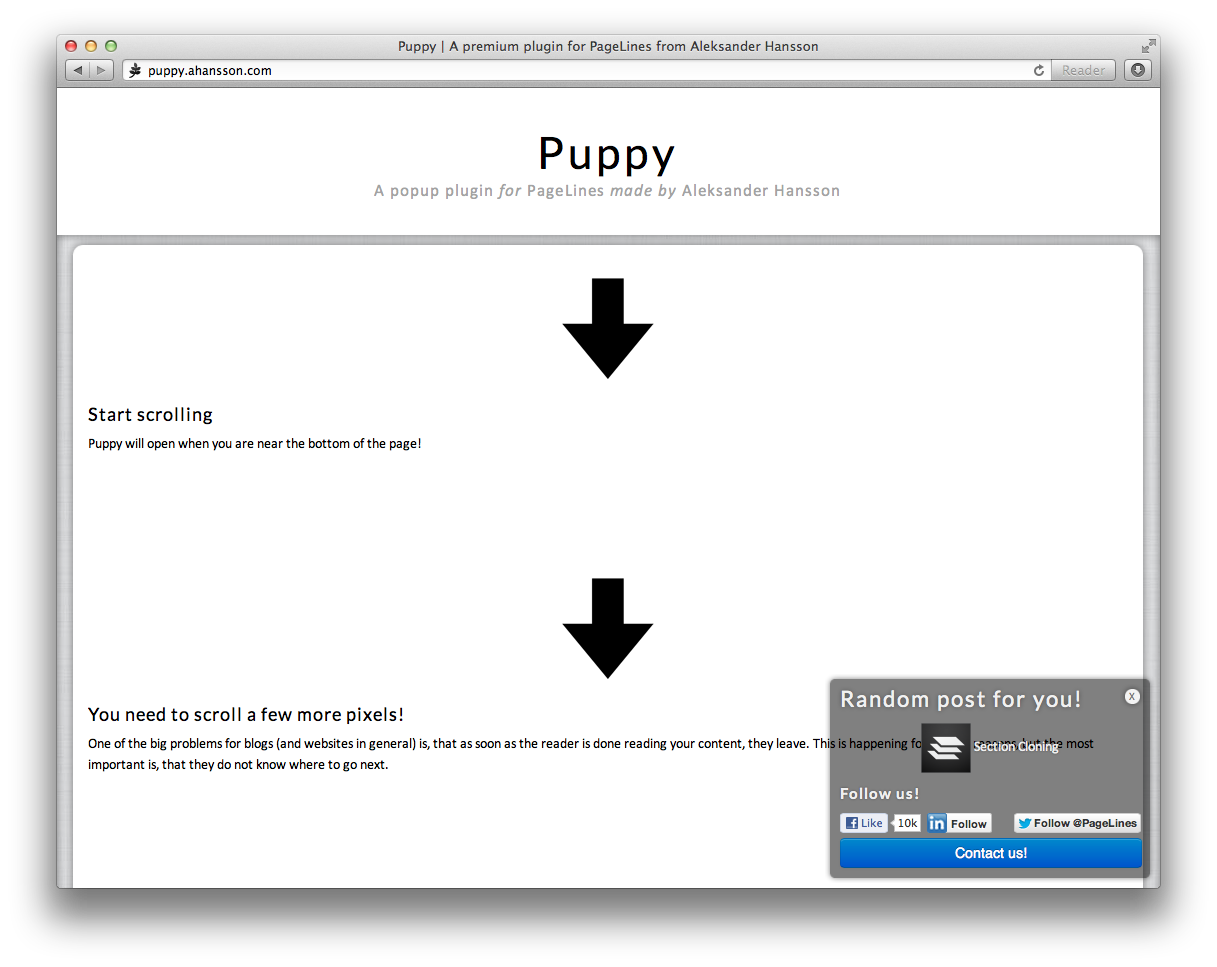 Puppy | A premium plugin for PageLines from Aleksander Hansson
puppy.ahansson.com
Reader
Puppy
A popup plugin for PageLines made by Aleksander Hansson
Start scrolling
Puppy will open when you are near the bottom of the page!
You need to scroll a few more pixels!
One of the big problems for blogs (and websites in general) is, that as soon as the reader is done reading your content, they leave. This is happening but the most
important is, that they do not know where to go next.
Random post for you!
X
Section Cloning
Follow us!
Like 10k
in Follow
Follow @PageLines
Contact us!